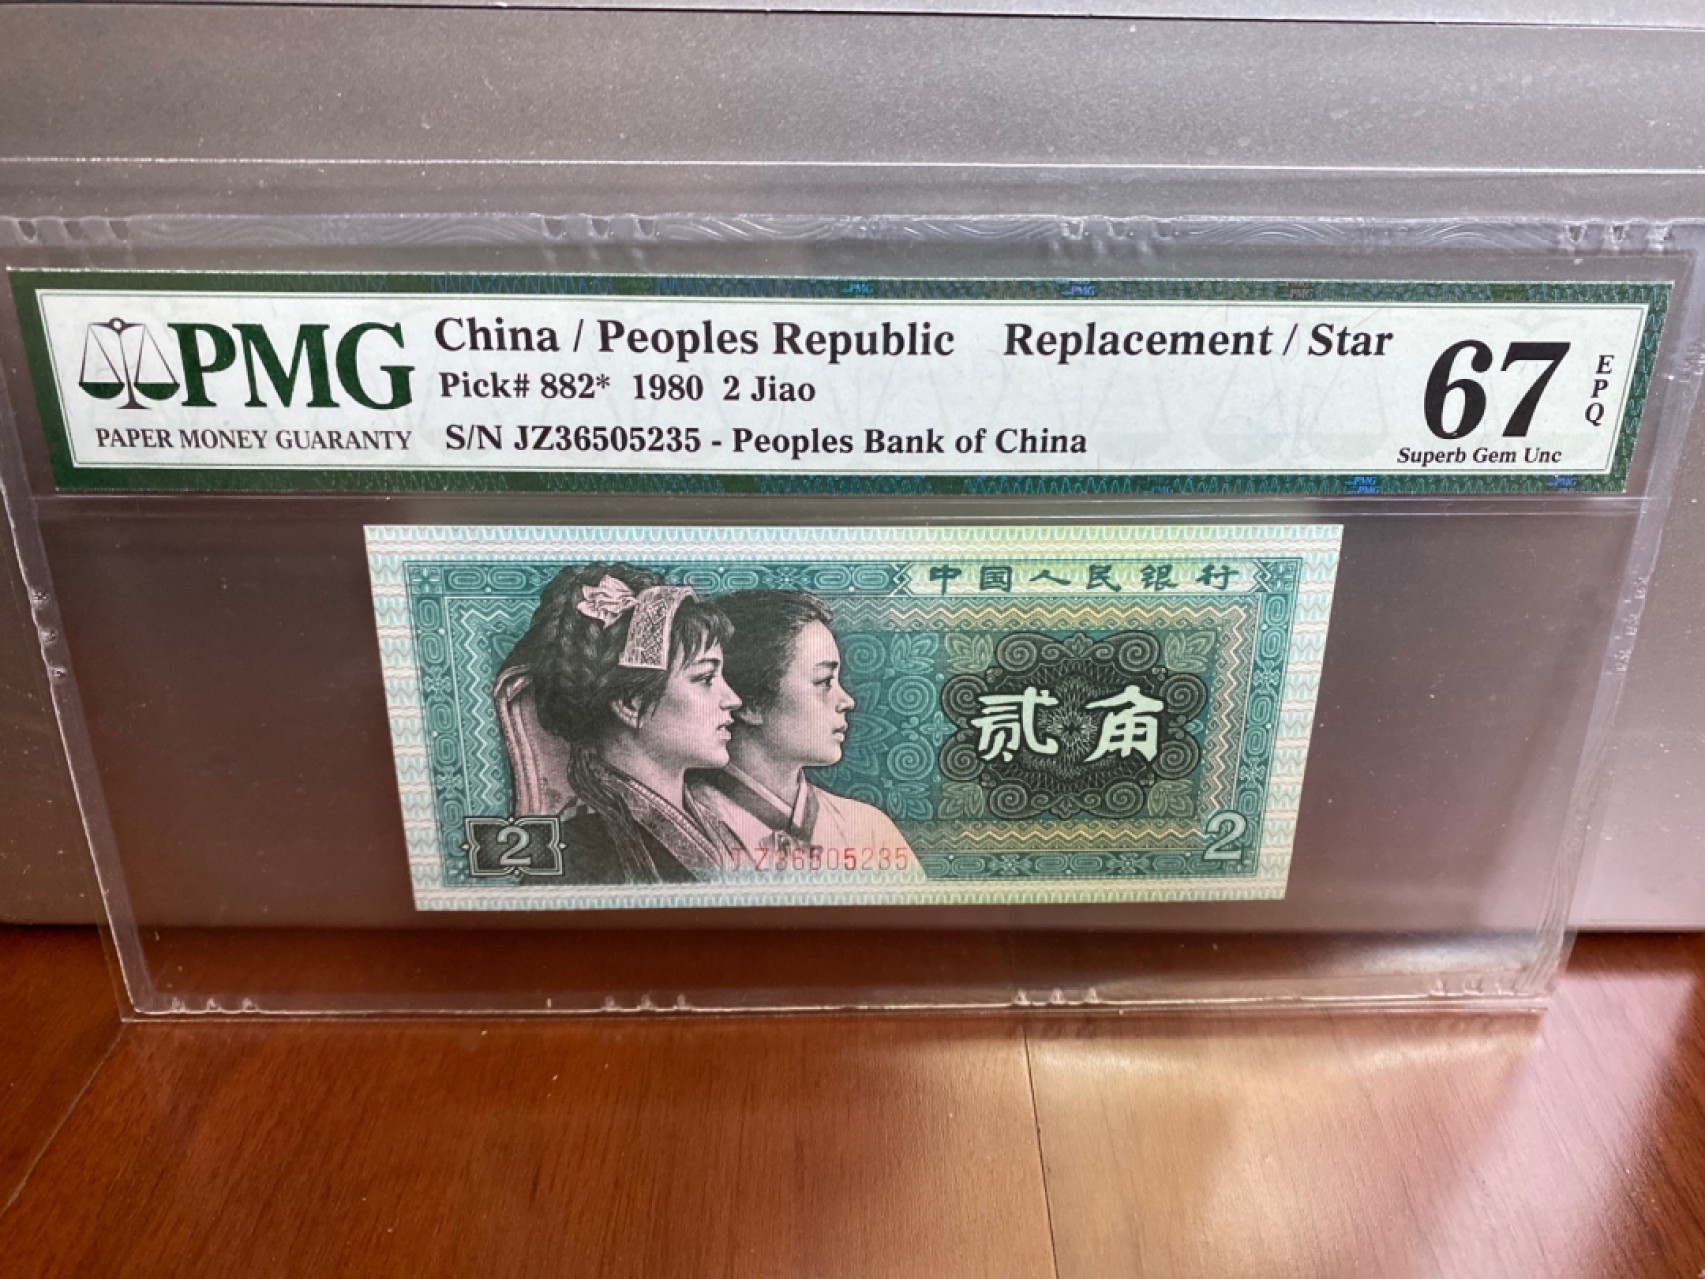 PMG
PAPER MONEY GUARANTY
China / Peoples Republic Replacement / Star
Pick# 882* 1980 2 Jiao
S/N JZ36505235 - Peoples Bank of China
67
EPQ
Superb Gem Unc
中国人民银行
贰角
2
2
JZ36505235